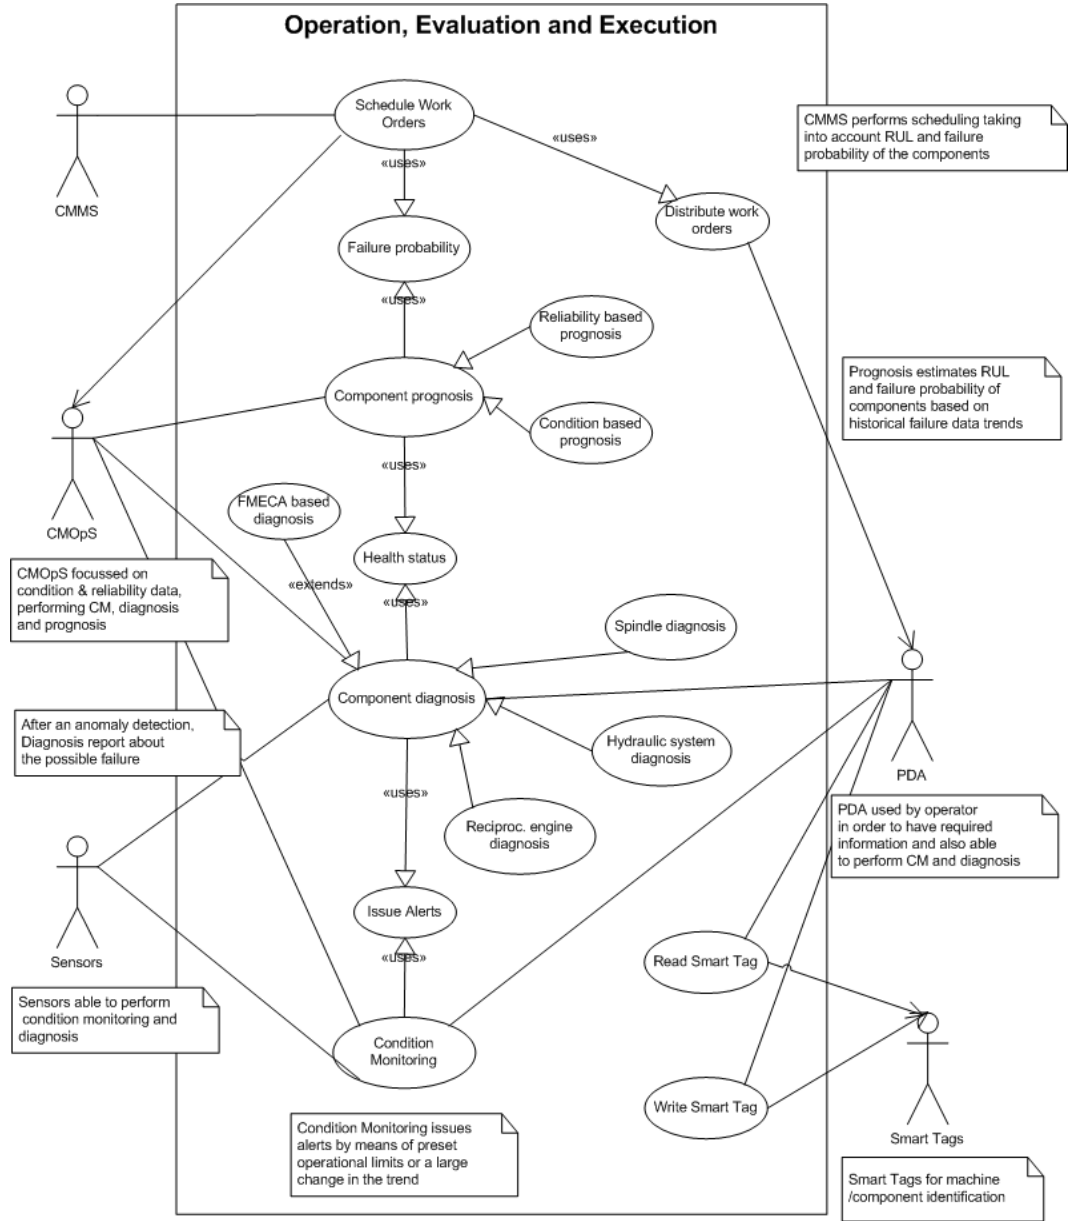 Operation, Evaluation and Execution
Schedule Work
Orders
CMMS performs scheduling taking
into account RUL and failure
probability of the components
«uses»
«uses»
CMMS
Distribute work
orders
Failure probability
«uses»
Reliability based
prognosis
Component prognosis
Prognosis estimates RUL
and failure probability of
components based on
historical failure data trends
Condition based
prognosis
«uses»
FMECA based
diagnosis
CMOpS
Health status
CMOpS focussed on
condition & reliability data,
performing CM, diagnosis
and prognosis
«extends»
«uses»
Spindle diagnosis
Component diagnosis
After an anomaly detection,
Diagnosis report about
the possible failure
Hydraulic system
diagnosis
PDA
«uses»
PDA used by operator
in order to have required
information and also able
to perform CM and diagnosis
Reciproc. engine
diagnosis
Issue Alerts
Sensors
«uses»
Read Smart Tag
Sensors able to perform
condition monitoring and
diagnosis
Condition
Monitoring
Write Smart Tag
Smart Tags
Condition Monitoring issues
alerts by means of preset
operational limits or a large
change in the trend
Smart Tags for machine
/component identification